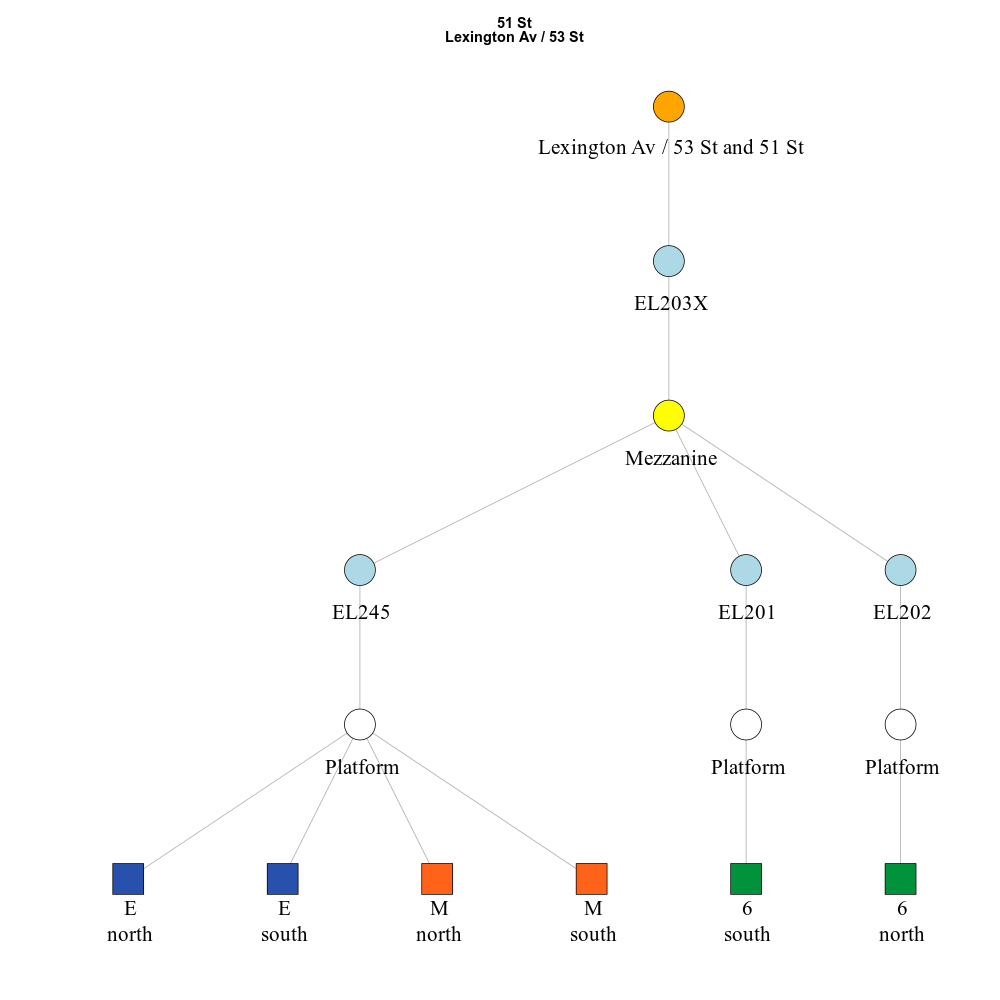 51 St
Lexington Av / 53 St
Lexington Av / 53 St and 51 St
EL203X
Mezzanine
EL245
EL201
EL202
Platform
Platform
Platform
E
north
E
south
M
north
M
south
6
south
6
north